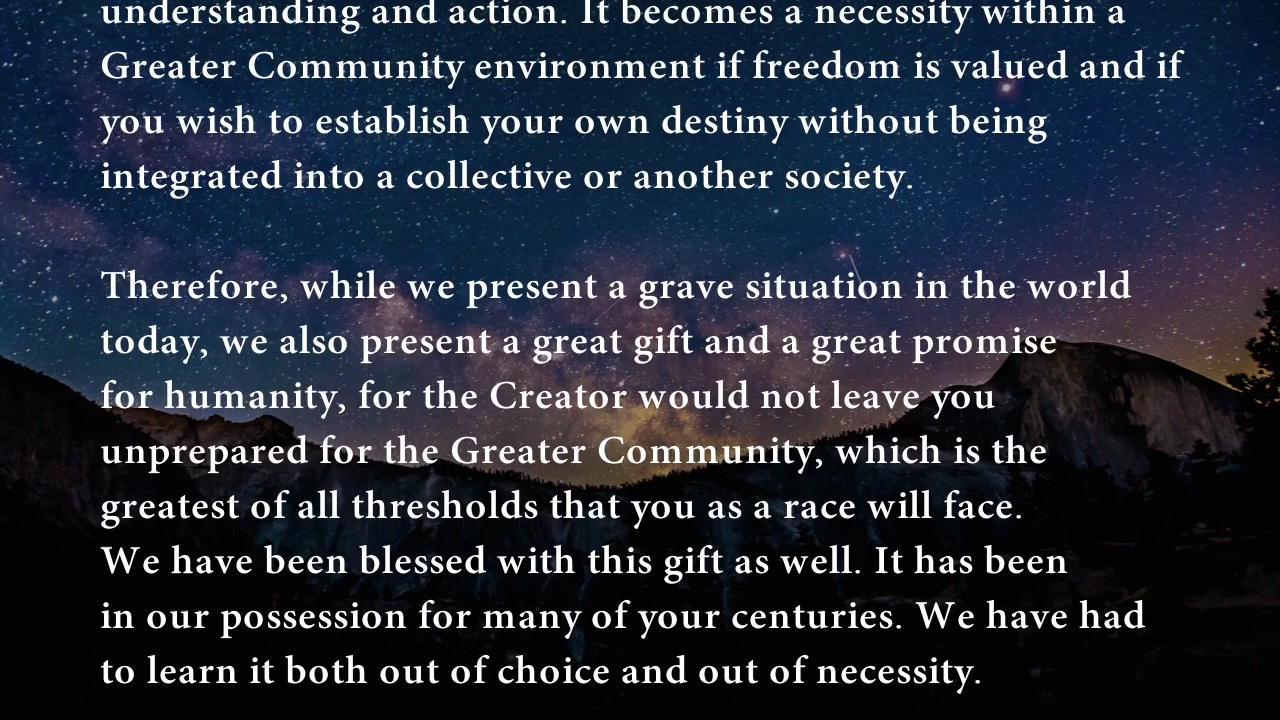 understanding and action. It becomes a necessity within a
Greater Community environment if freedom is valued and if
you wish to establish your own destiny without being
integrated into a collective or another society.
Therefore, while we present a grave situation in the world
today, we also present a great gift and a great promise
for humanity, for the Creator would not leave you
unprepared for the Greater Community, which is the
greatest of all thresholds that you as a race will face.
We have been blessed with this gift as well. It has been
in our possession for many of your centuries. We have had
to learn it both out of choice and out of necessity.